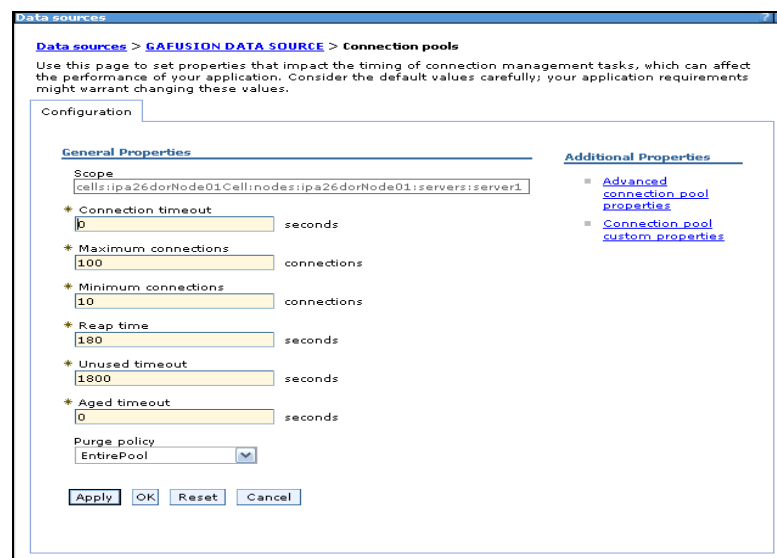 Data sources
?
Data sources > GAFUSION DATA SOURCE > Connection pools
Use this page to set properties that impact the timing of connection management tasks, which can affect
the performance of your application. Consider the default values carefully; your application requirements
might warrant changing these values.
Configuration
General Properties
Scope
cells:ipa26dorNode01Cell:nodes:ipa26dorNode01:servers:server1
* Connection timeout
0 seconds
* Maximum connections
100 connections
* Minimum connections
10 connections
* Reap time
180 seconds
* Unused timeout
1800 seconds
* Aged timeout
0 seconds
Purge policy
EntirePool
Apply OK Reset Cancel
Additional Properties
Advanced
connection pool
properties
Connection pool
custom properties